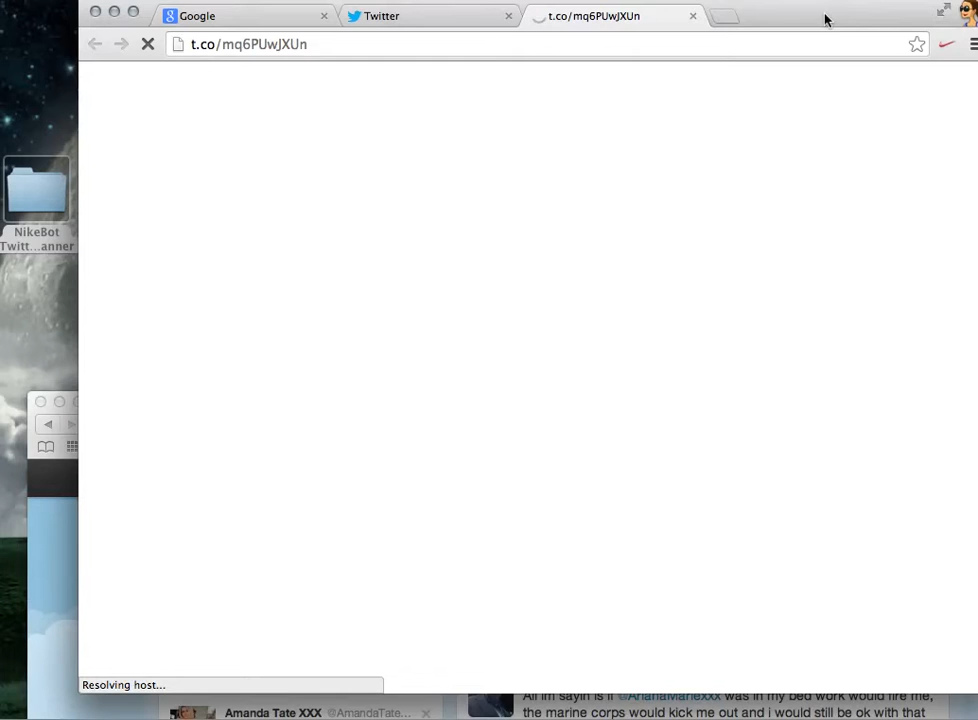 Google
Twitter
t.co/mq6PUwJXUn
t.co/mq6PUwJXUn
NikeBot
Twitt...anner
Resolving host...
Amanda Tate XXX @AmandaTate...
All im sayin is if @ArianaMarieXXX was in my bed work would fire me,
the marine corps would kick me out and i would still be ok with that